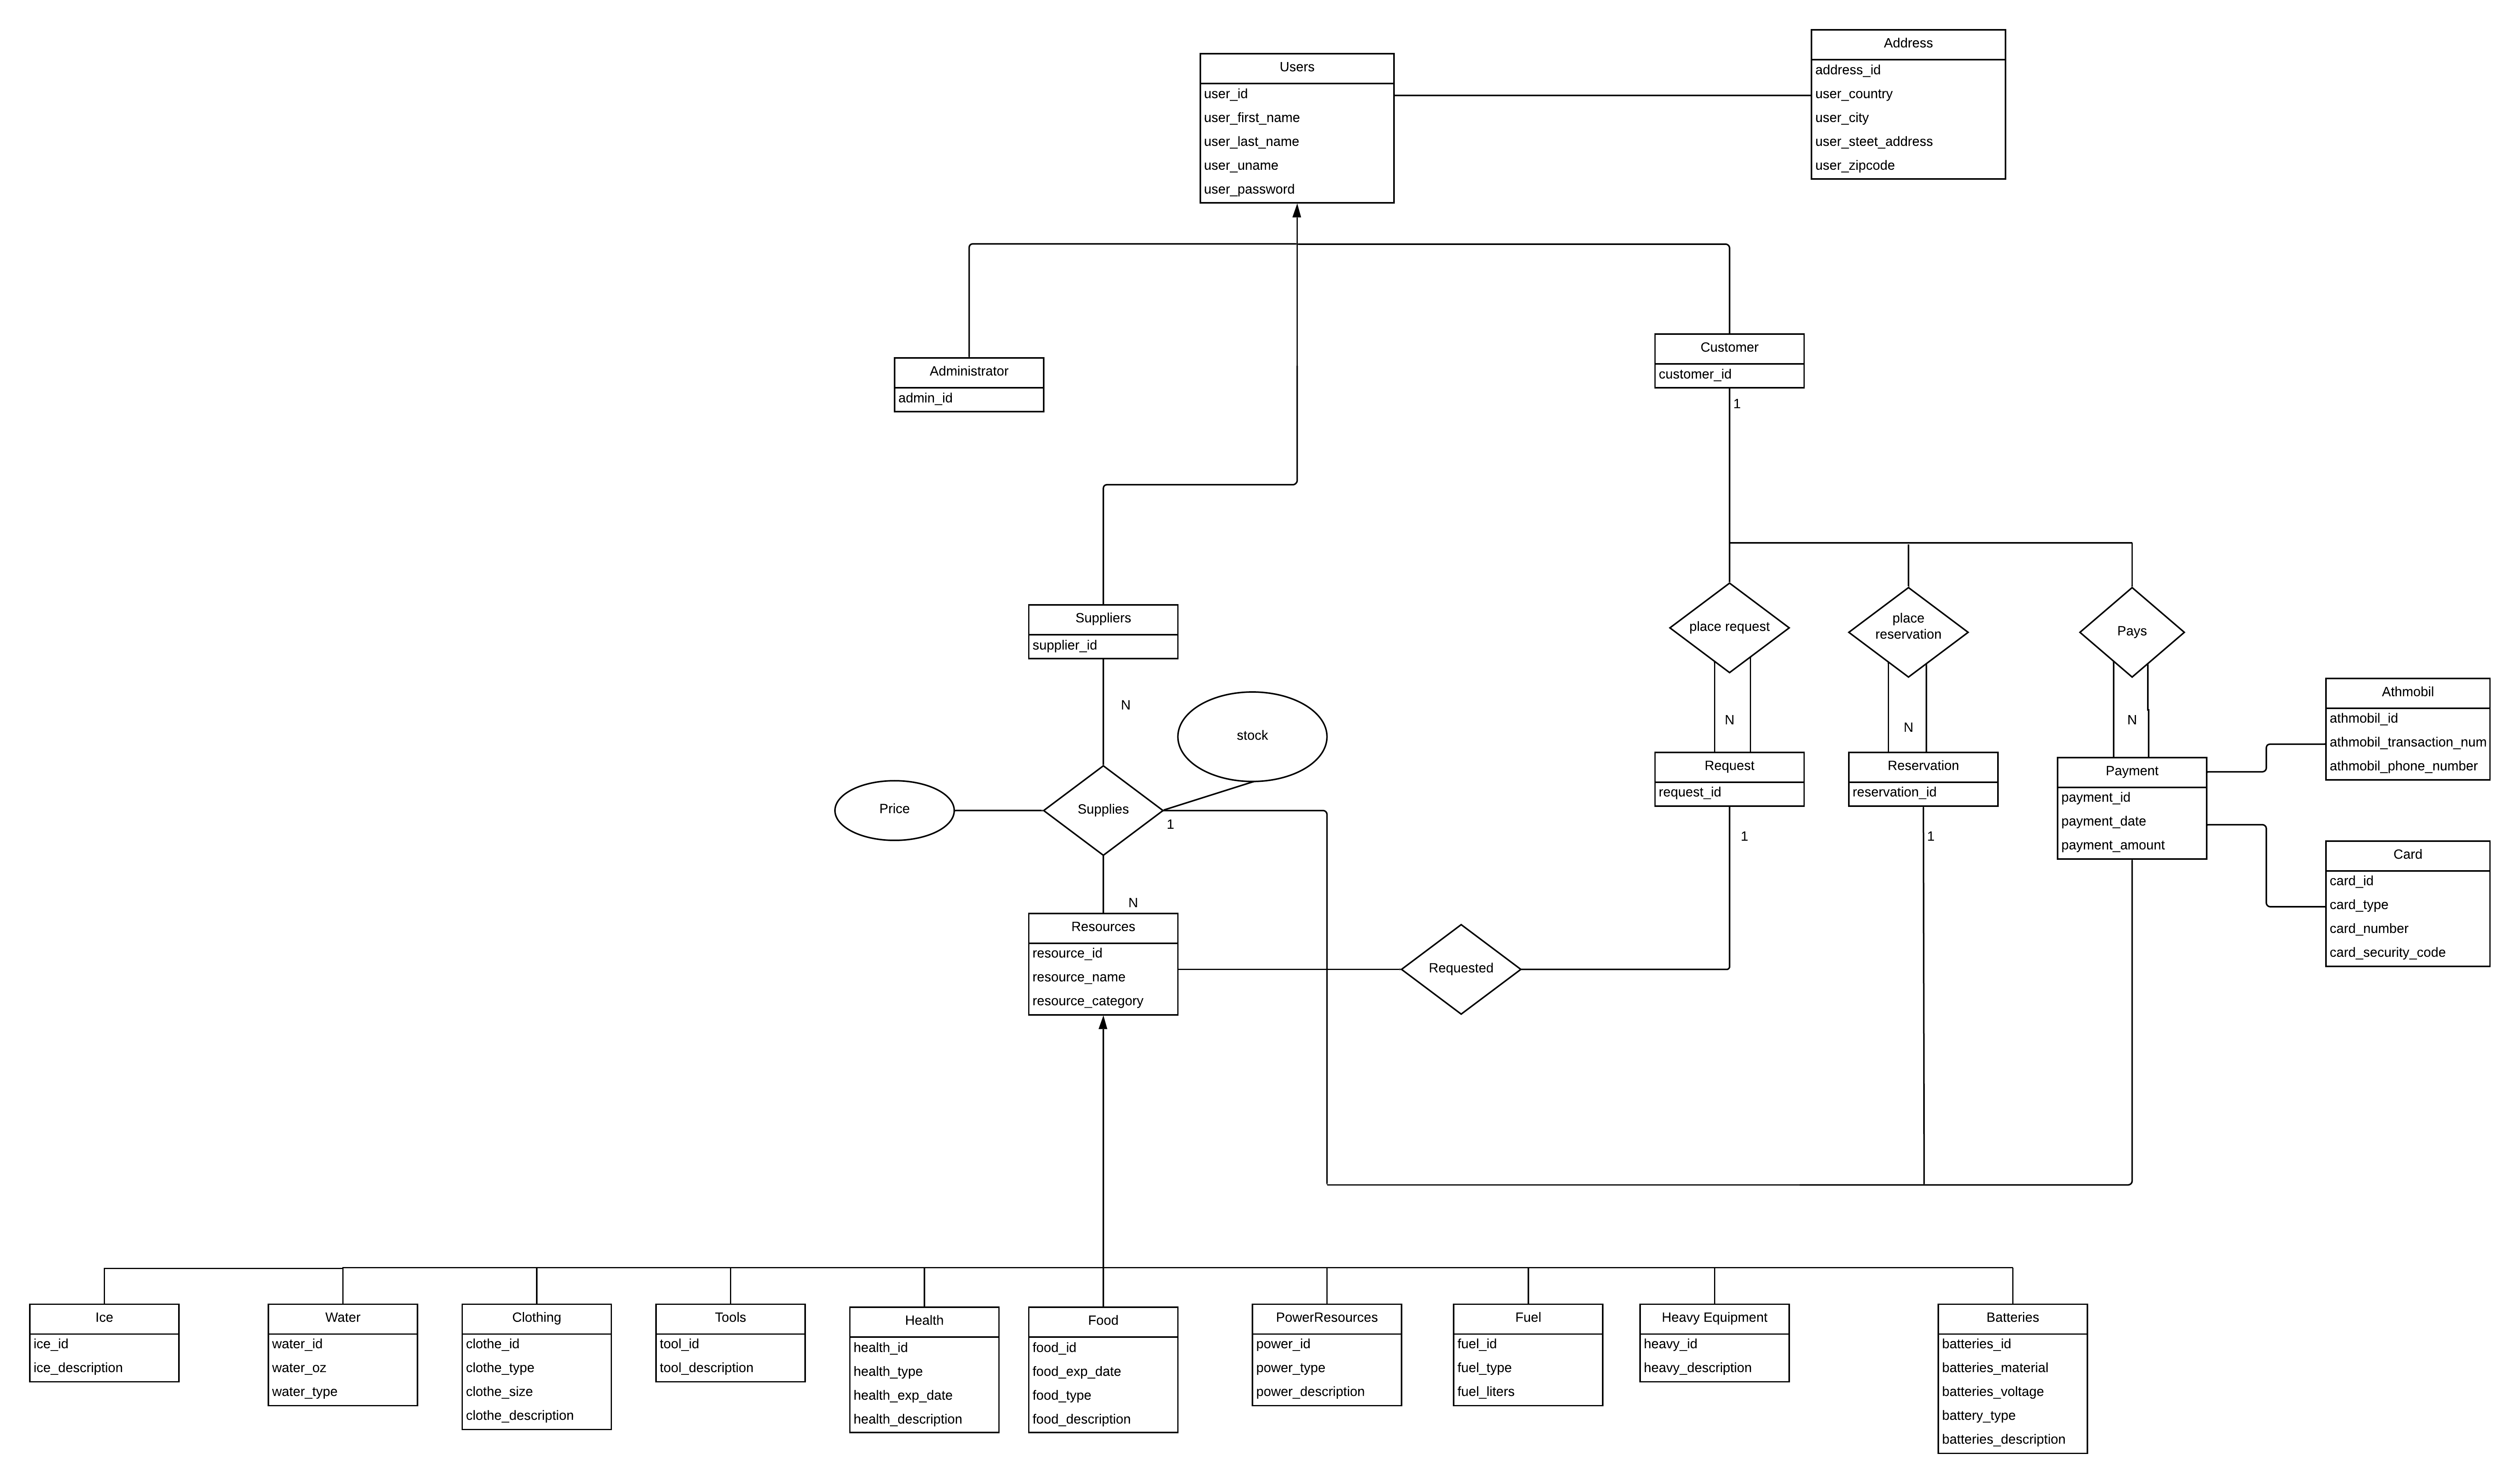 Users
user_id
user_first_name
user_last_name
user_uname
user_password
Address
address_id
user_country
user_city
user_steet_address
user_zipcode
Administrator
admin_id
Customer
customer_id
1
Suppliers
supplier_id
N
stock
Price
Supplies
1
N
Resources
resource_id
resource_name
resource_category
place request
N
Request
request_id
1
Requested
place
reservation
N
Reservation
reservation_id
1
Pays
N
Payment
payment_id
payment_date
payment_amount
Athmobil
athmobil_id
athmobil_transaction_num
athmobil_phone_number
Card
card_id
card_type
card_number
card_security_code
Ice
ice_id
ice_description
Water
water_id
water_oz
water_type
Clothing
clothe_id
clothe_type
clothe_size
clothe_description
Tools
tool_id
tool_description
Health
health_id
health_type
health_exp_date
health_description
Food
food_id
food_exp_date
food_type
food_description
PowerResources
power_id
power_type
power_description
Fuel
fuel_id
fuel_type
fuel_liters
Heavy Equipment
heavy_id
heavy_description
Batteries
batteries_id
batteries_material
batteries_voltage
battery_type
batteries_description